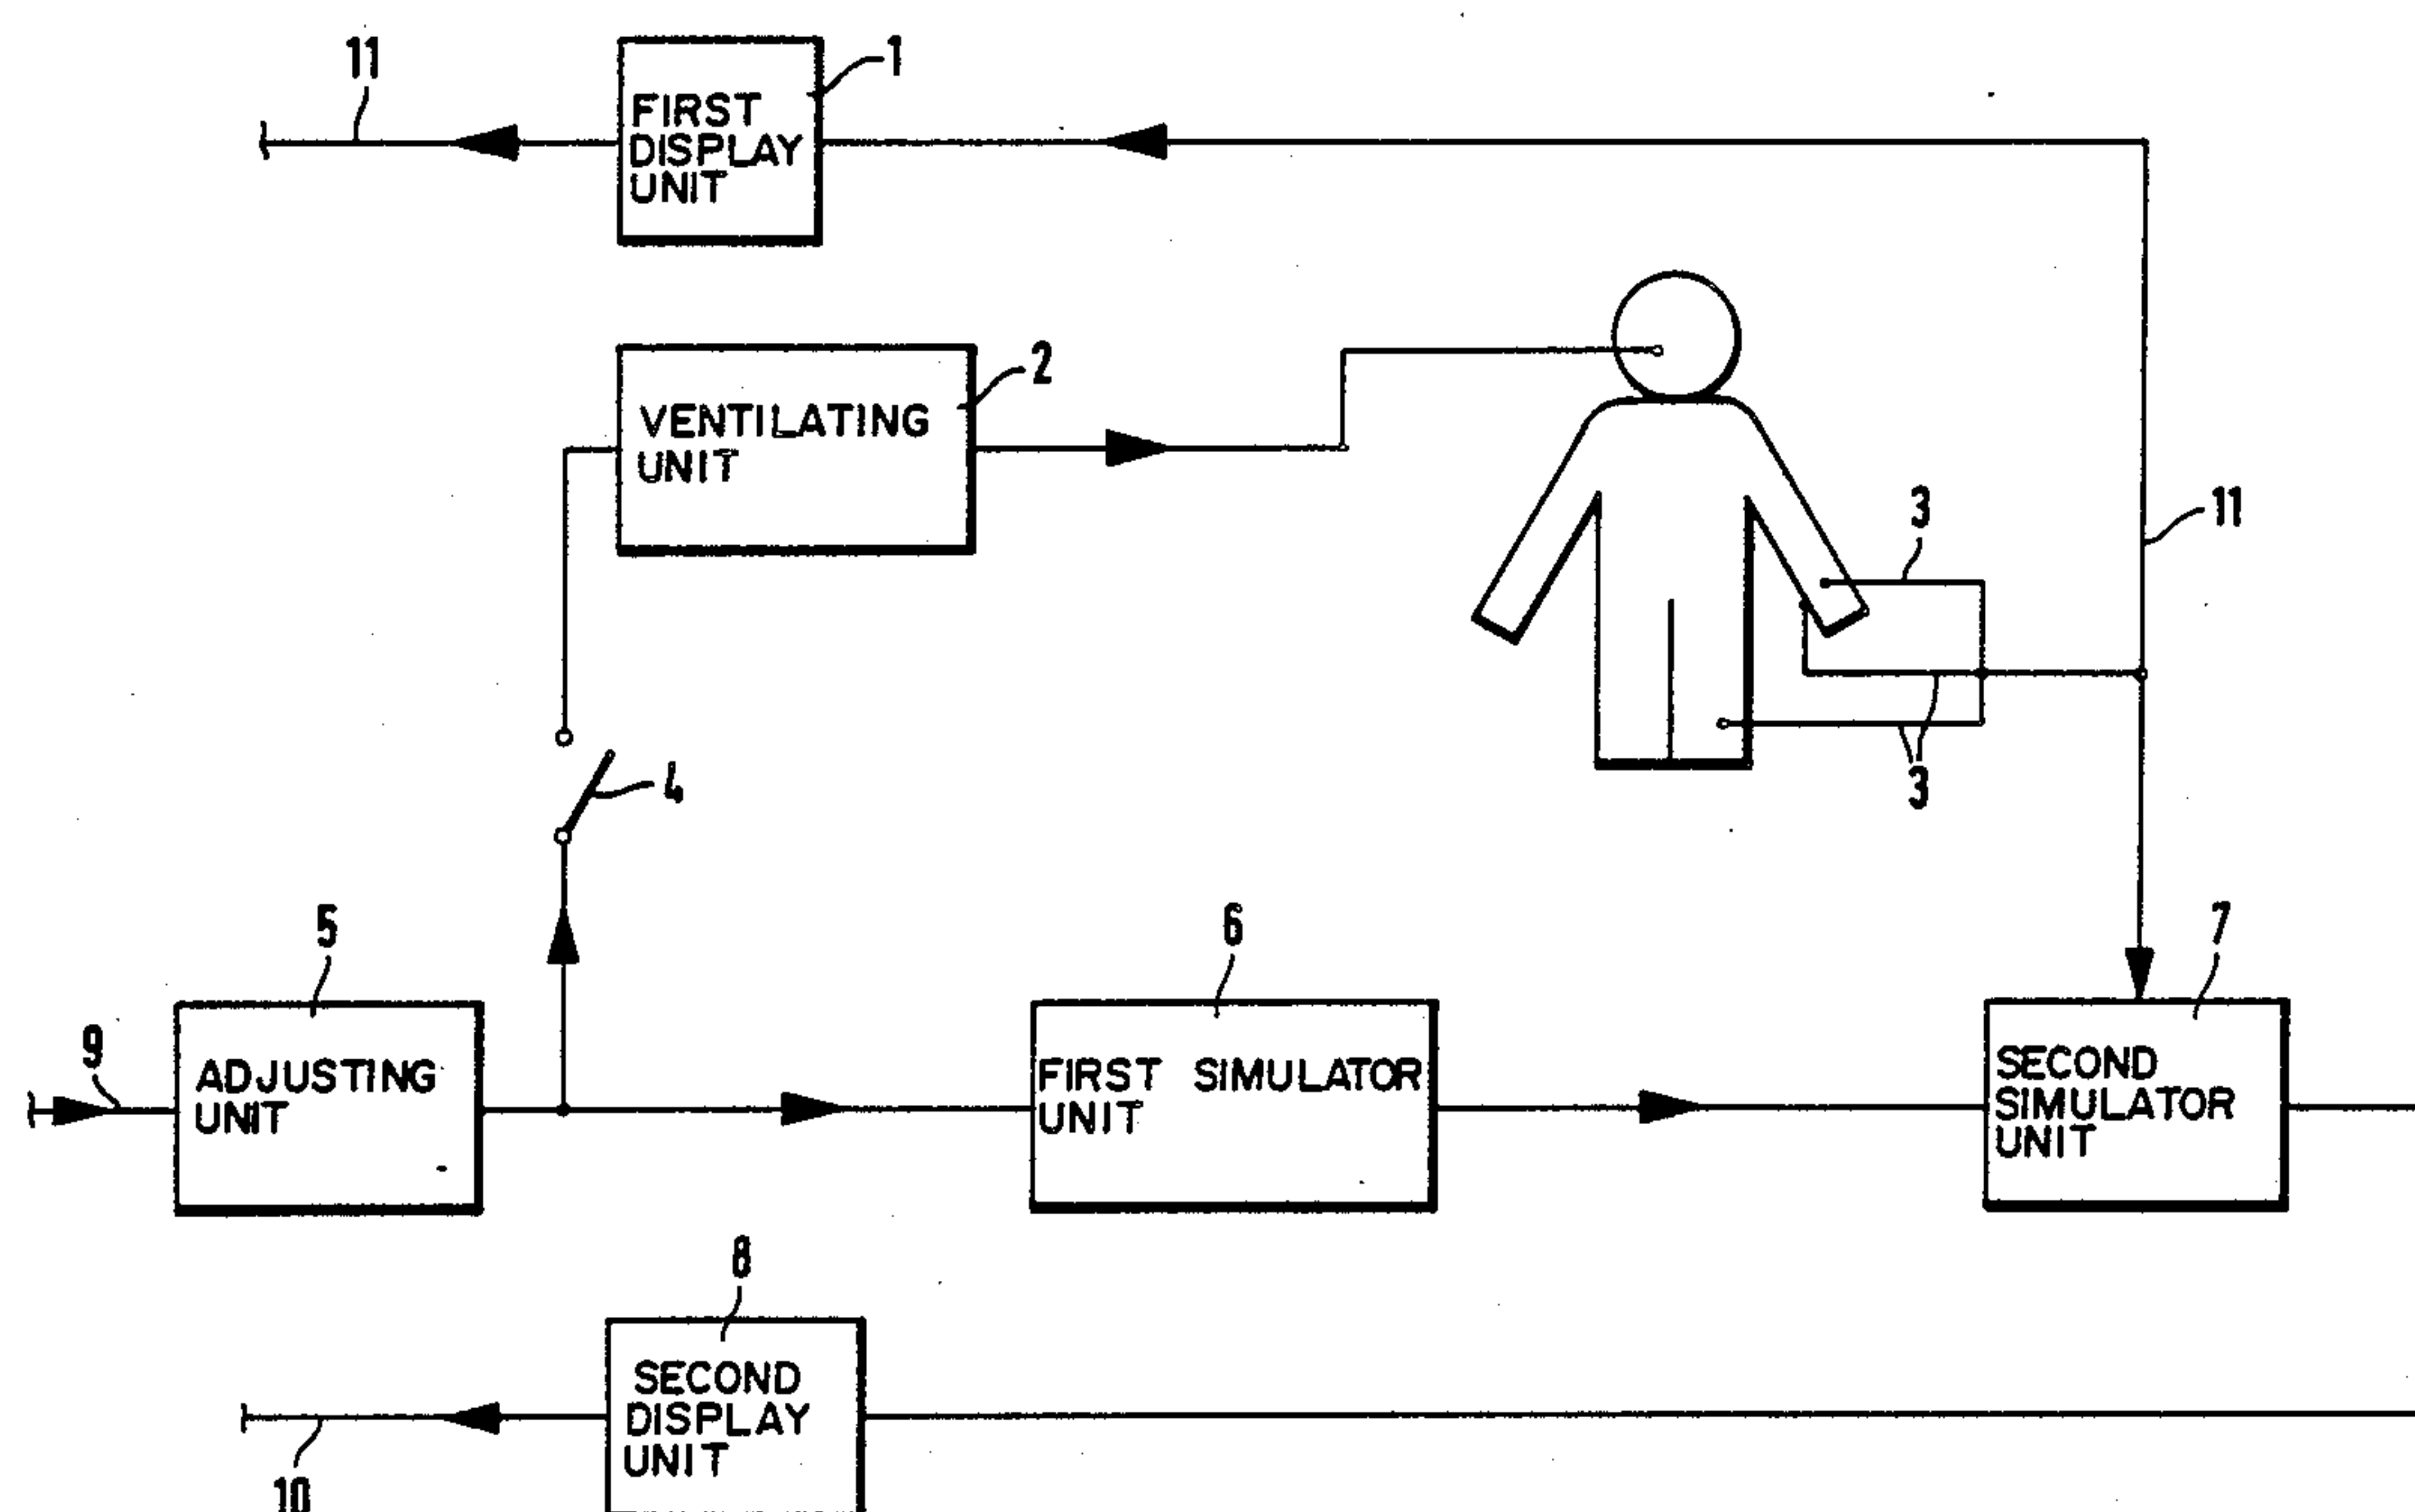 11
1
FIRST
DISPLAY
UNIT
2
VENTILATING
UNIT
3
11
4
3
5
6
7
9
ADJUSTING
UNIT
FIRST SIMULATOR
UNIT
SECOND
SIMULATOR
UNIT
8
SECOND
DISPLAY
UNIT
10